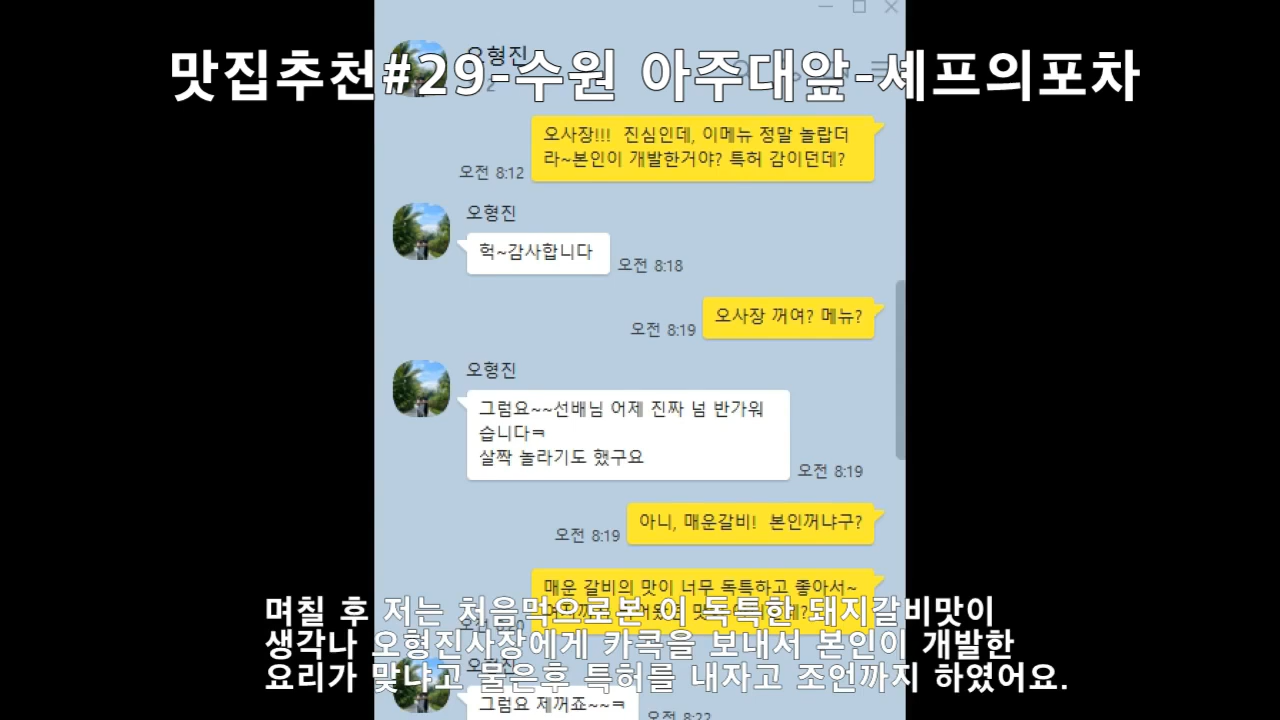 오형진
맛집추천#29-수원 아주대앞-셰프의포차
2
오사장!!!  진심인데, 이메뉴 정말 놀랍더
라~본인이 개발한거야? 특허 감이던데?
오전 8:12
오형진
헉~감사합니다
오전 8:18
오사장 꺼여? 메뉴?
오전 8:19
오형진
그럼요~~선배님 어제 진짜 넘 반가워
습니다ㅋ
살짝 놀라기도 했구요
오전 8:19
아니, 매운갈비!  본인꺼냐구?
오전 8:19
매운 갈비의 맛이 너무 독특하고 좋아서~
며칠 후 저는 처음먹으로본 이 독특한 돼지갈비맛이
생각나 오형진사장에게 카콕을 보내서 본인이 개발한
요리가 맞냐고 물은후 특허를 내자고 조언까지 하였어요.
오형진
그럼요 제꺼죠~~ㅋ
오전 8:22